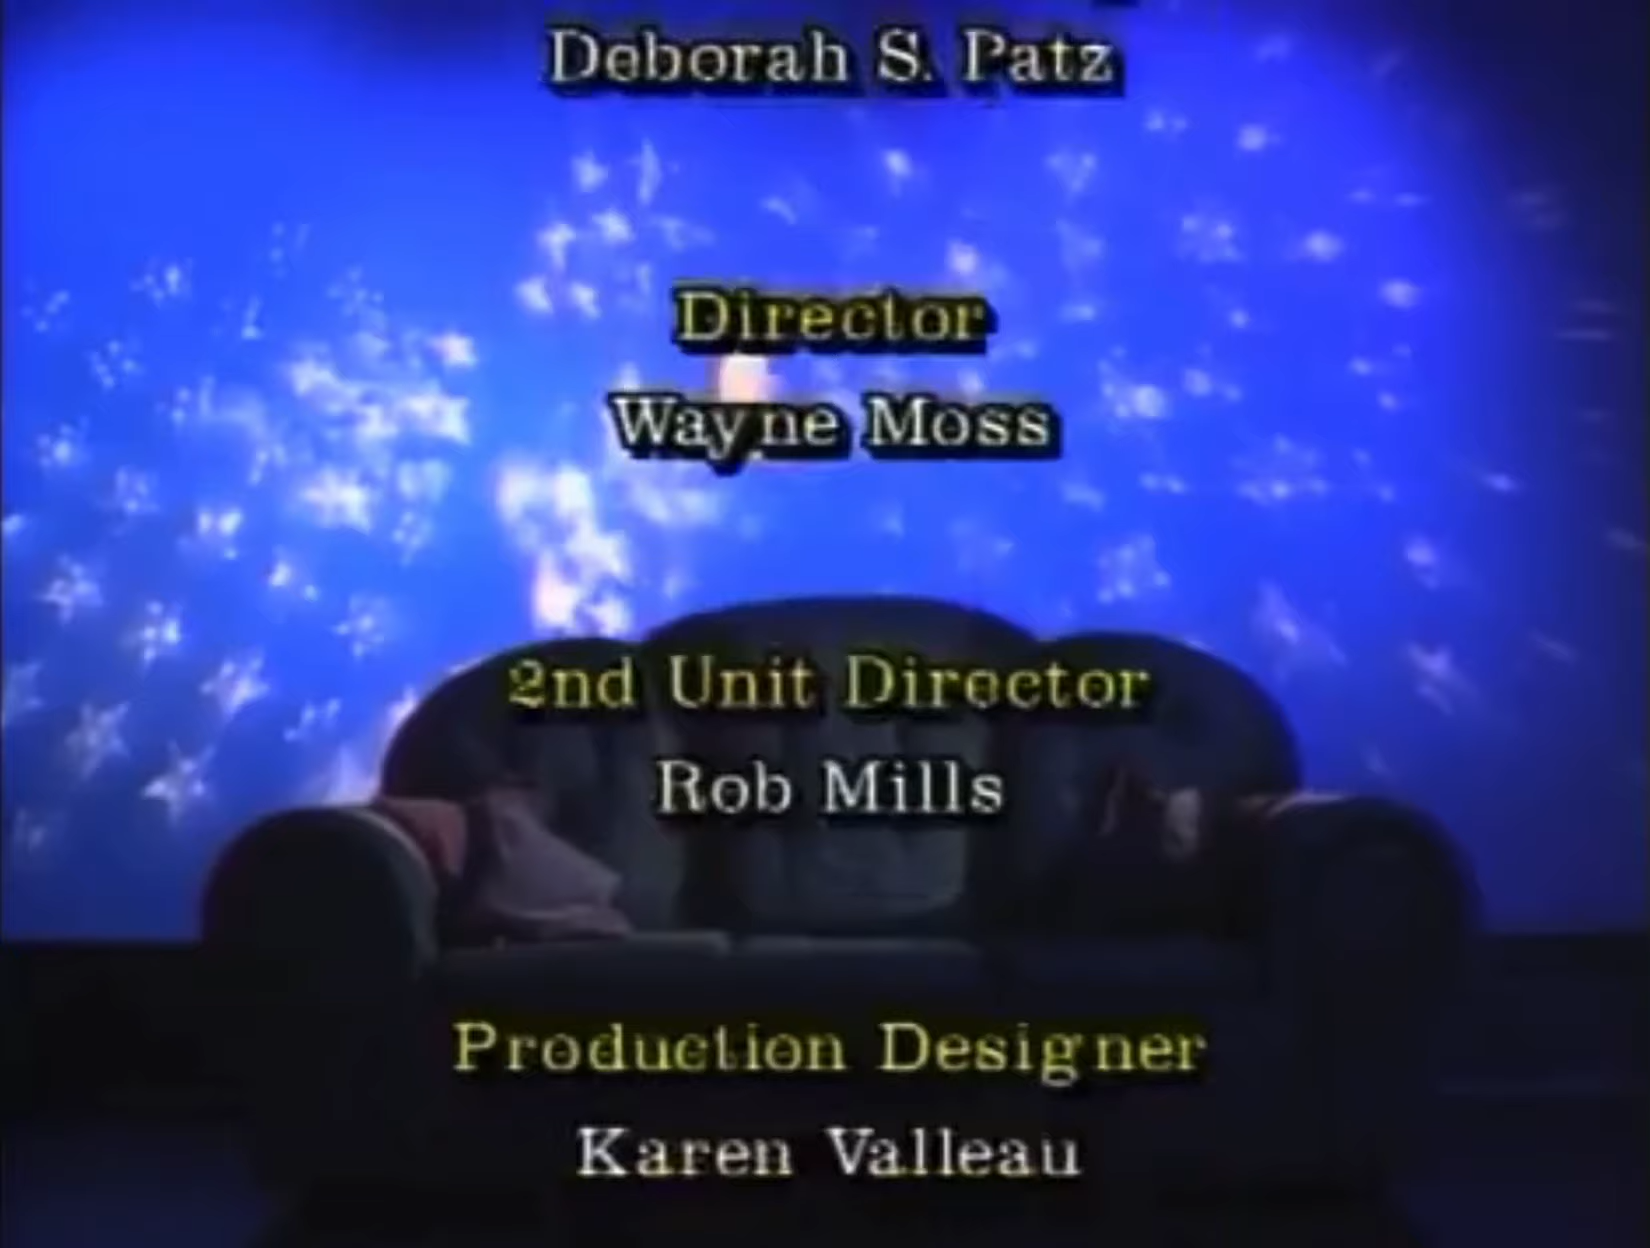 Deborah S. Patz
Director
Wayne Moss
2nd Unit Director
Rob Mills
Production Designer
Karen Valleau